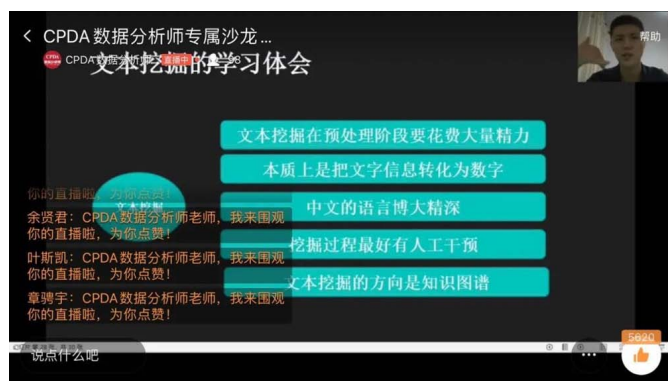 CPDA数据分析师专属沙龙...
帮助
CPDA数据分析师 直播中
文本挖掘的学习体会
文本挖掘在预处理阶段要花费大量精力
本质上是把文字信息转化为数字
中文的语言博大精深
挖掘过程最好有人工干预
文本挖掘的方向是知识图谱
文本挖掘
你的直播啦，为你点赞！
余贤君：CPDA数据分析师老师，我来围观
你的直播啦，为你点赞！
叶斯凯：CPDA数据分析师老师，我来围观
你的直播啦，为你点赞！
章骋宇：CPDA数据分析师老师，我来围观
你的直播啦，为你点赞！
说点什么吧
5620